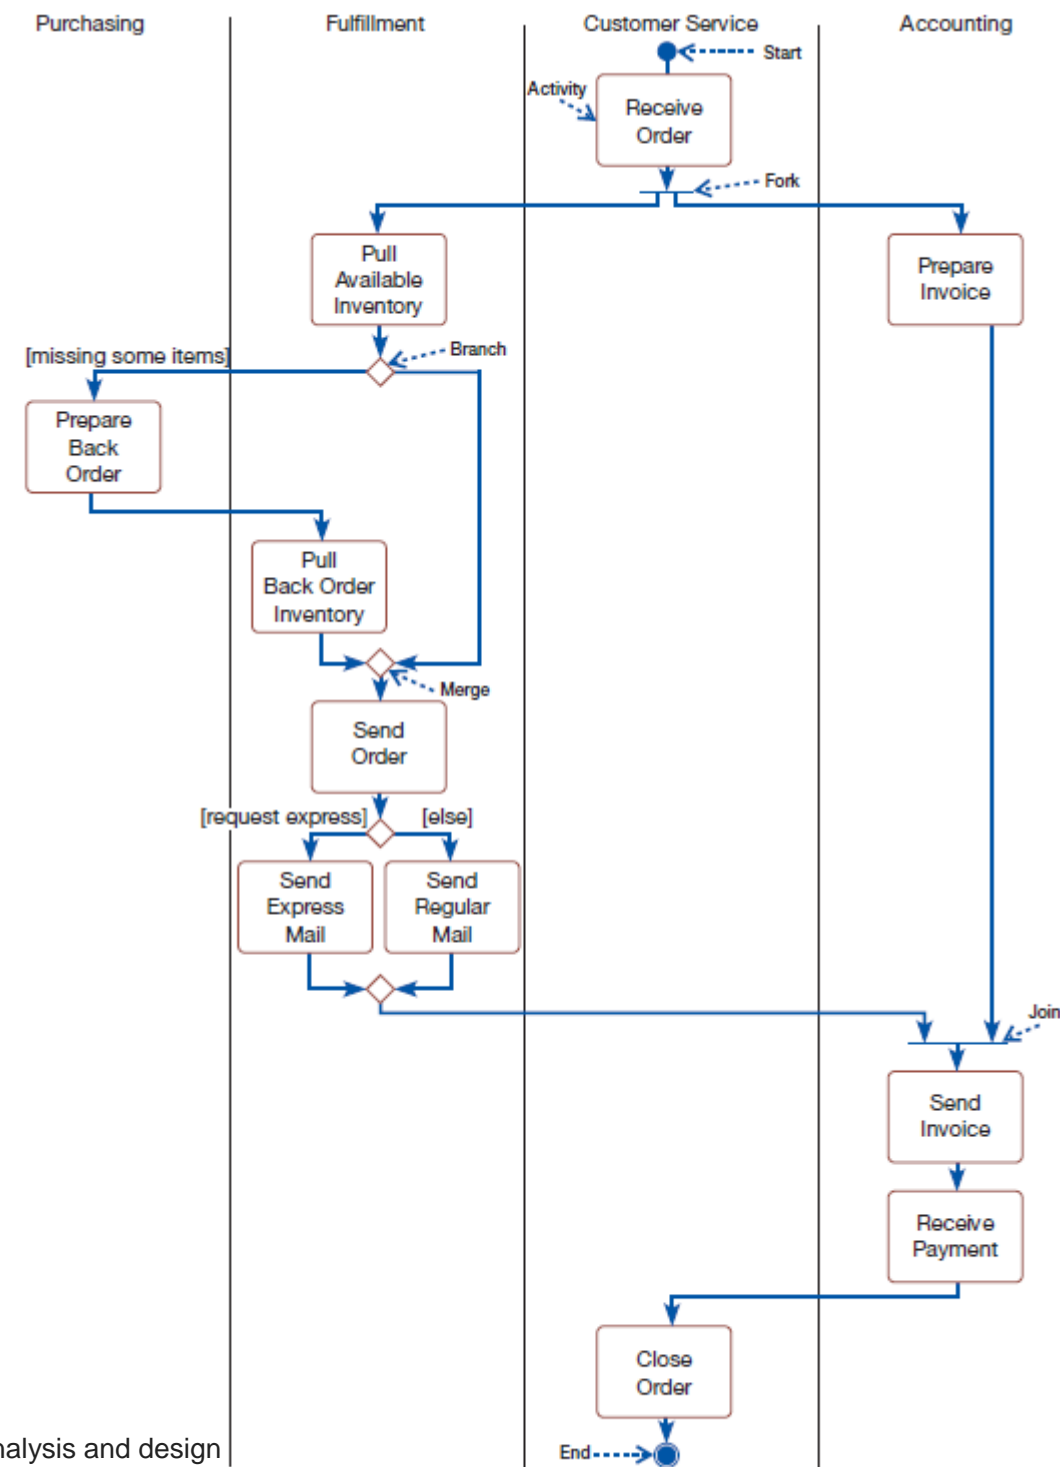 Purchasing
Fulfillment
Customer Service
Accounting
Start
Activity
Receive
Order
Fork
Pull
Available
Inventory
Prepare
Invoice
Branch
[missing some items]
Prepare
Back
Order
Pull
Back Order
Inventory
Merge
Send
Order
[request express]
[else]
Send
Express
Mail
Send
Regular
Mail
Join
Send
Invoice
Receive
Payment
Close
Order
End
nalysis and design